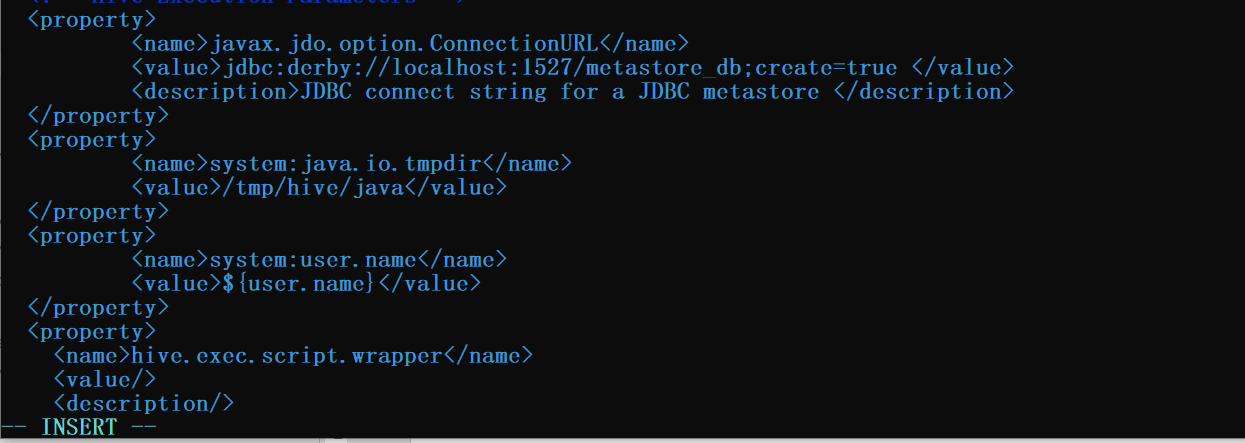 <!-- Hive Execution Parameters -->
<property>
<name>javax.jdo.option.ConnectionURL</name>
<value>jdbc:derby://localhost:1527/metastore_db;create=true </value>
<description>JDBC connect string for a JDBC metastore </description>
</property>
<property>
<name>system:java.io.tmpdir</name>
<value>/tmp/hive/java</value>
</property>
<property>
<name>system:user.name</name>
<value>${user.name}</value>
</property>
<property>
<name>hive.exec.script.wrapper</name>
<value/>
<description/>
-- INSERT --